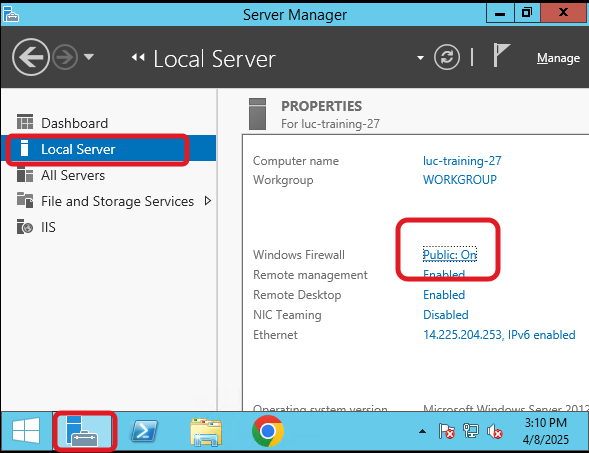 Server Manager
Local Server
Manage
Dashboard
Local Server
All Servers
File and Storage Services
IIS
PROPERTIES
For luc-training-27
Computer name luc-training-27
Workgroup WORKGROUP
Windows Firewall Public: On
Remote management Enabled
Remote Desktop Enabled
NIC Teaming Disabled
Ethernet 14.225.204.253, IPv6 enabled
Operating system version Microsoft Windows Server 2012
3:10 PM
4/8/2025